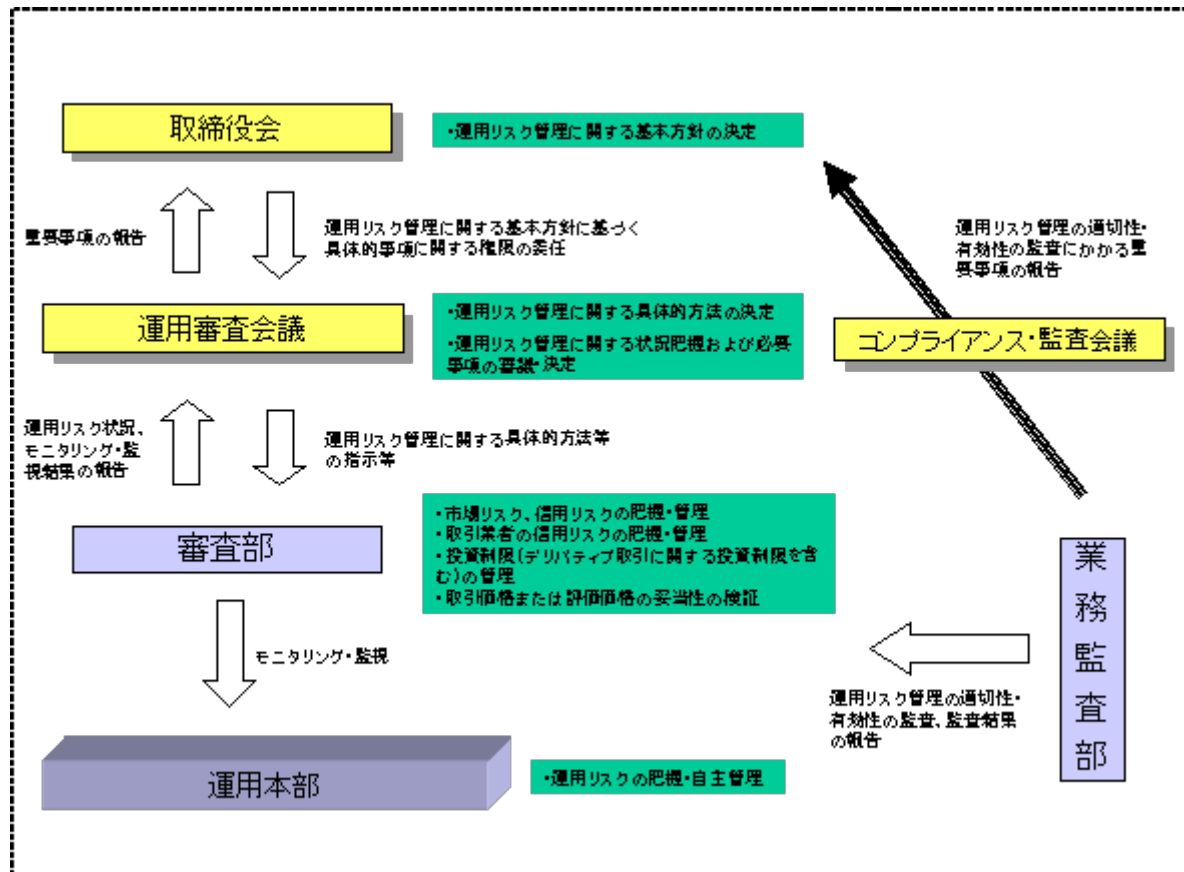 取締役会
・運用リスク管理に関する基本方針の決定
重要事項の報告
運用リスク管理に関する基本方針に基づく
具体的事項に関する権限の委任
運用リスク管理の適切性・
有効性の監査にかかる重
要事項の報告
運用審査会議
・運用リスク管理に関する具体的方法の決定
・運用リスク管理に関する状況把握および必要
事項の審議・決定
コンプライアンス・監査会議
運用リスク状況、
モニタリング・監
視結果の報告
運用リスク管理に関する具体的方法等
の指示等
審査部
・市場リスク、信用リスクの把握・管理
・取引業者の信用リスクの把握・管理
・投資制限(デリバティブ取引に関する投資制限を含
む)の管理
・取引価格または評価価格の妥当性の検証
業務監査部
モニタリング・監視
運用リスク管理の適切性・
有効性の監査、監査結果
の報告
運用本部
・運用リスクの把握・自主管理